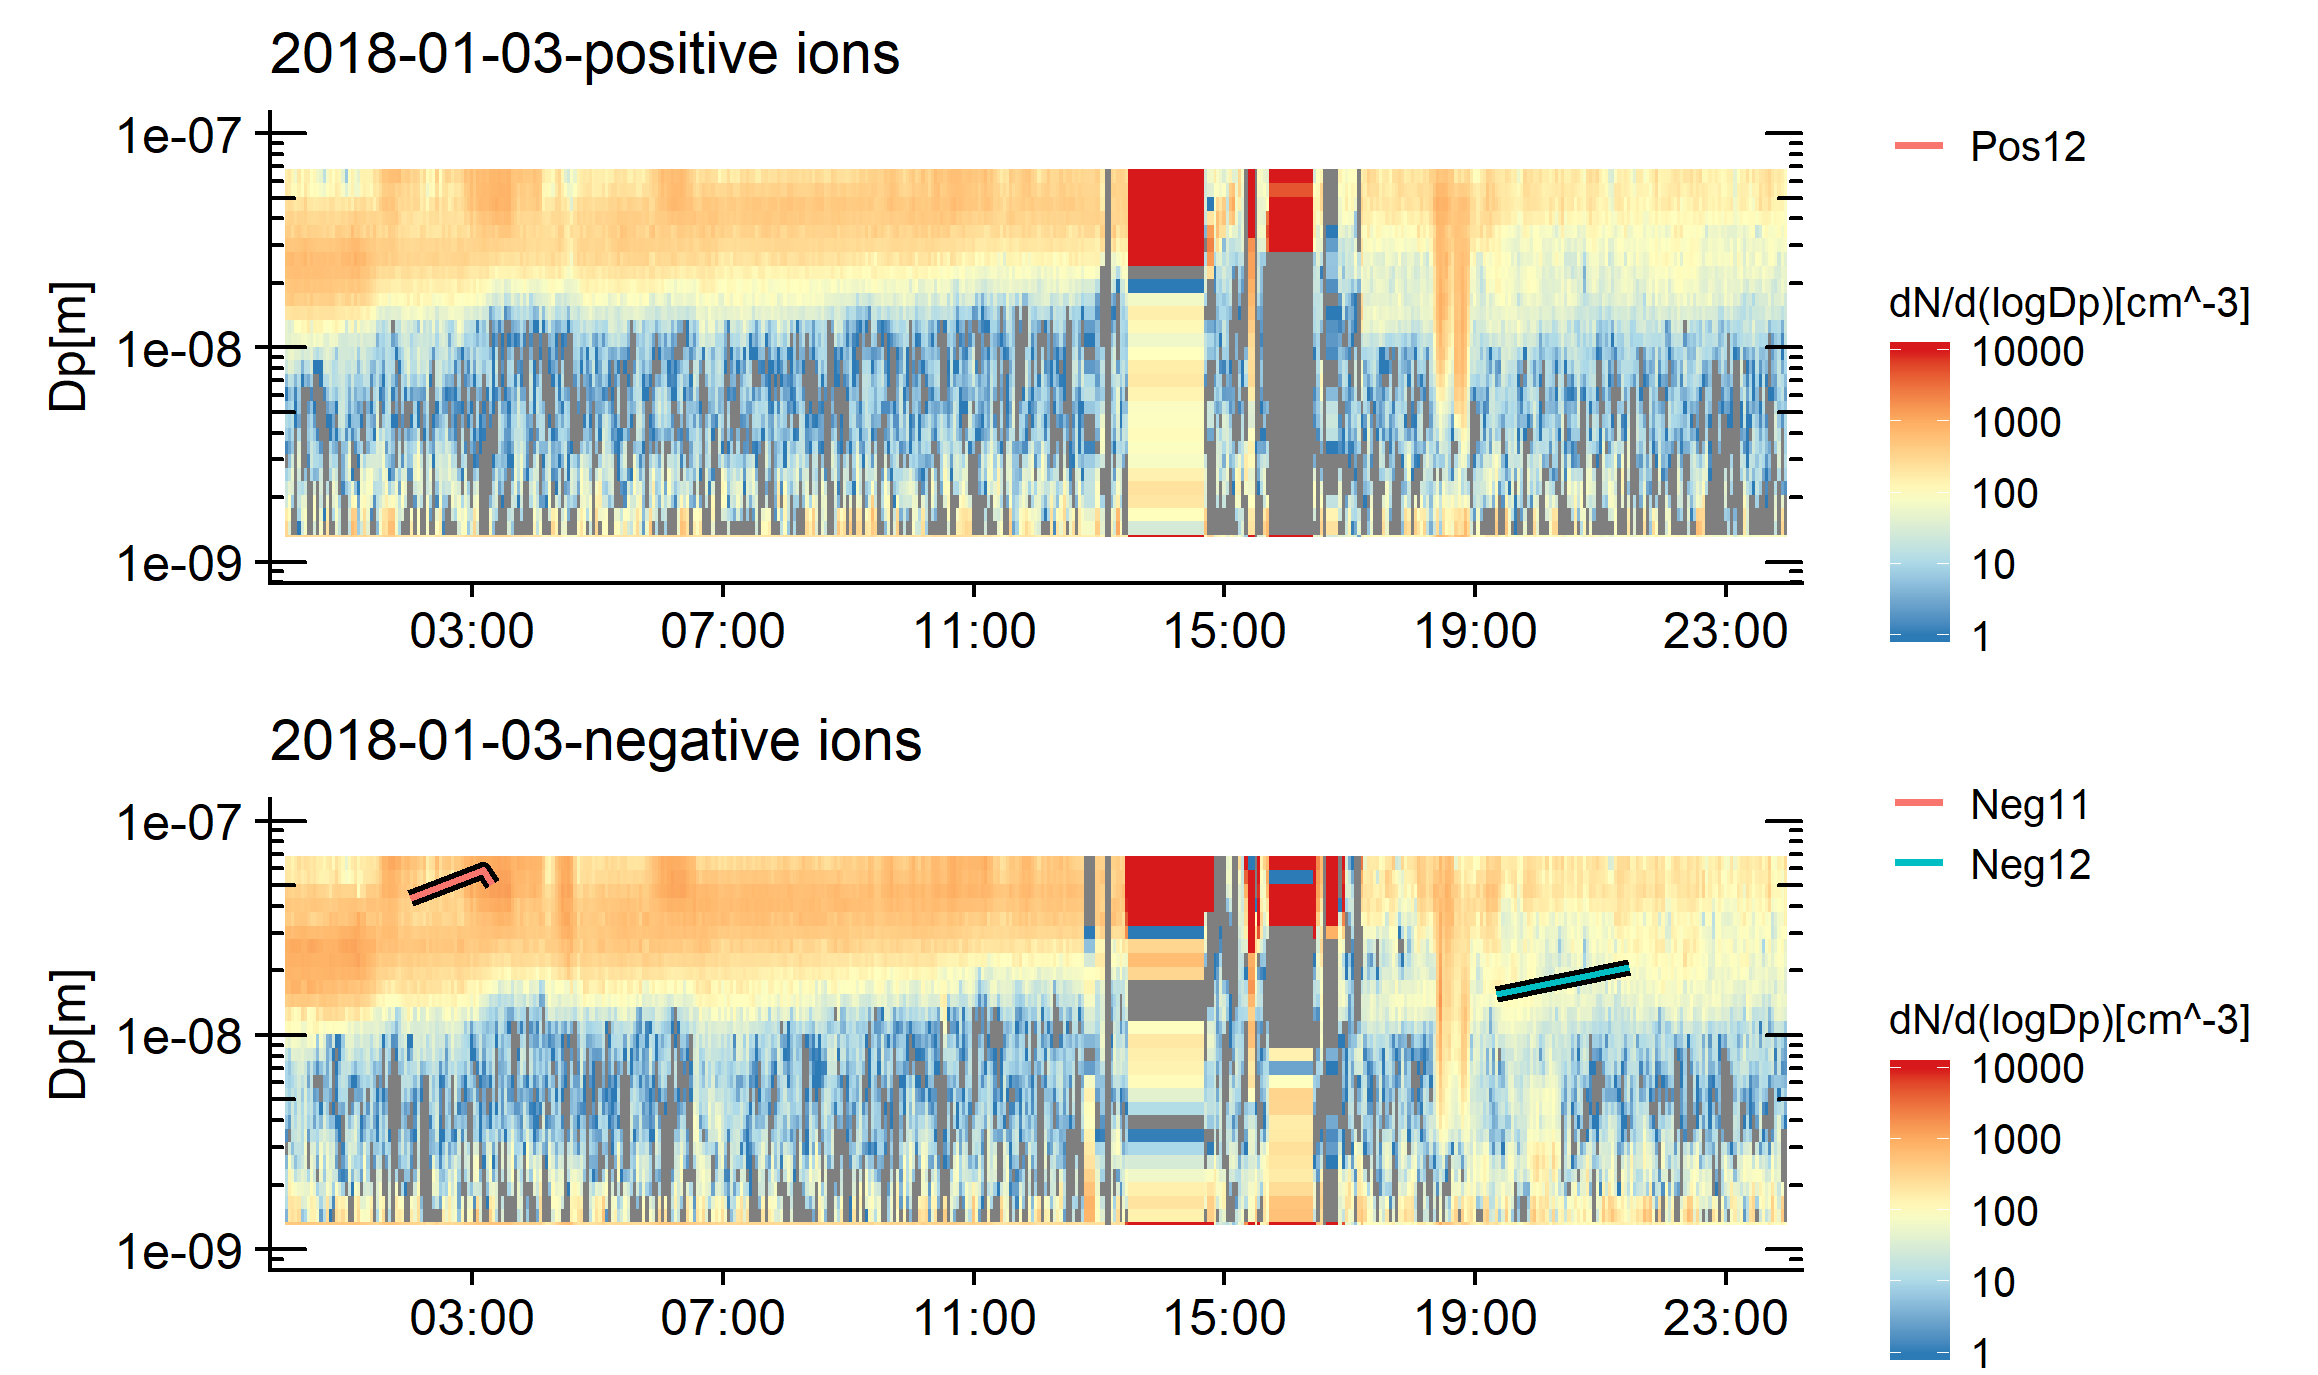 2018-01-03-positive ions
1e-07
1e-08
1e-09
Dp[m]
03:00 07:00 11:00 15:00 19:00 23:00
Pos12
dN/d(logDp)[cm^-3]
10000
1000
100
10
1
2018-01-03-negative ions
1e-07
1e-08
1e-09
Dp[m]
03:00 07:00 11:00 15:00 19:00 23:00
Neg11
Neg12
dN/d(logDp)[cm^-3]
10000
1000
100
10
1